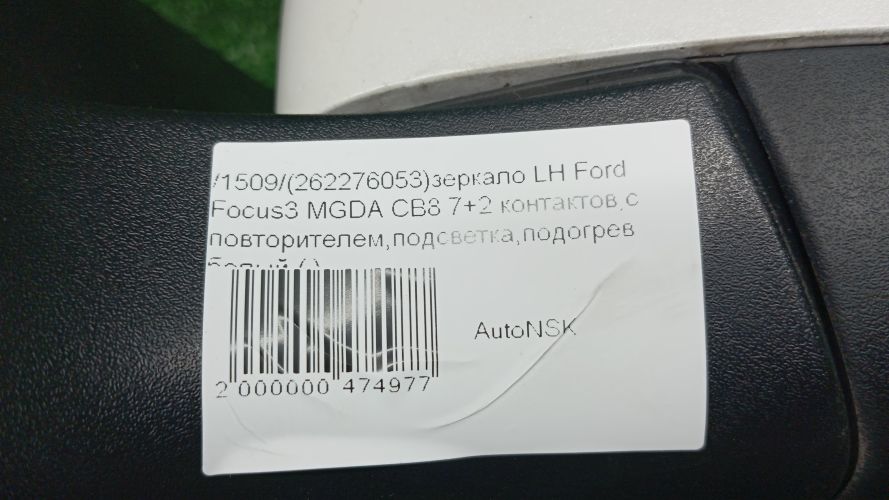 /1509/(262276053)зеркало LH Ford
Focus3 MGDA CB8 7+2 контактов,с
повторителем,подсветка,подогрев
AutoNSK
2 000000 474977